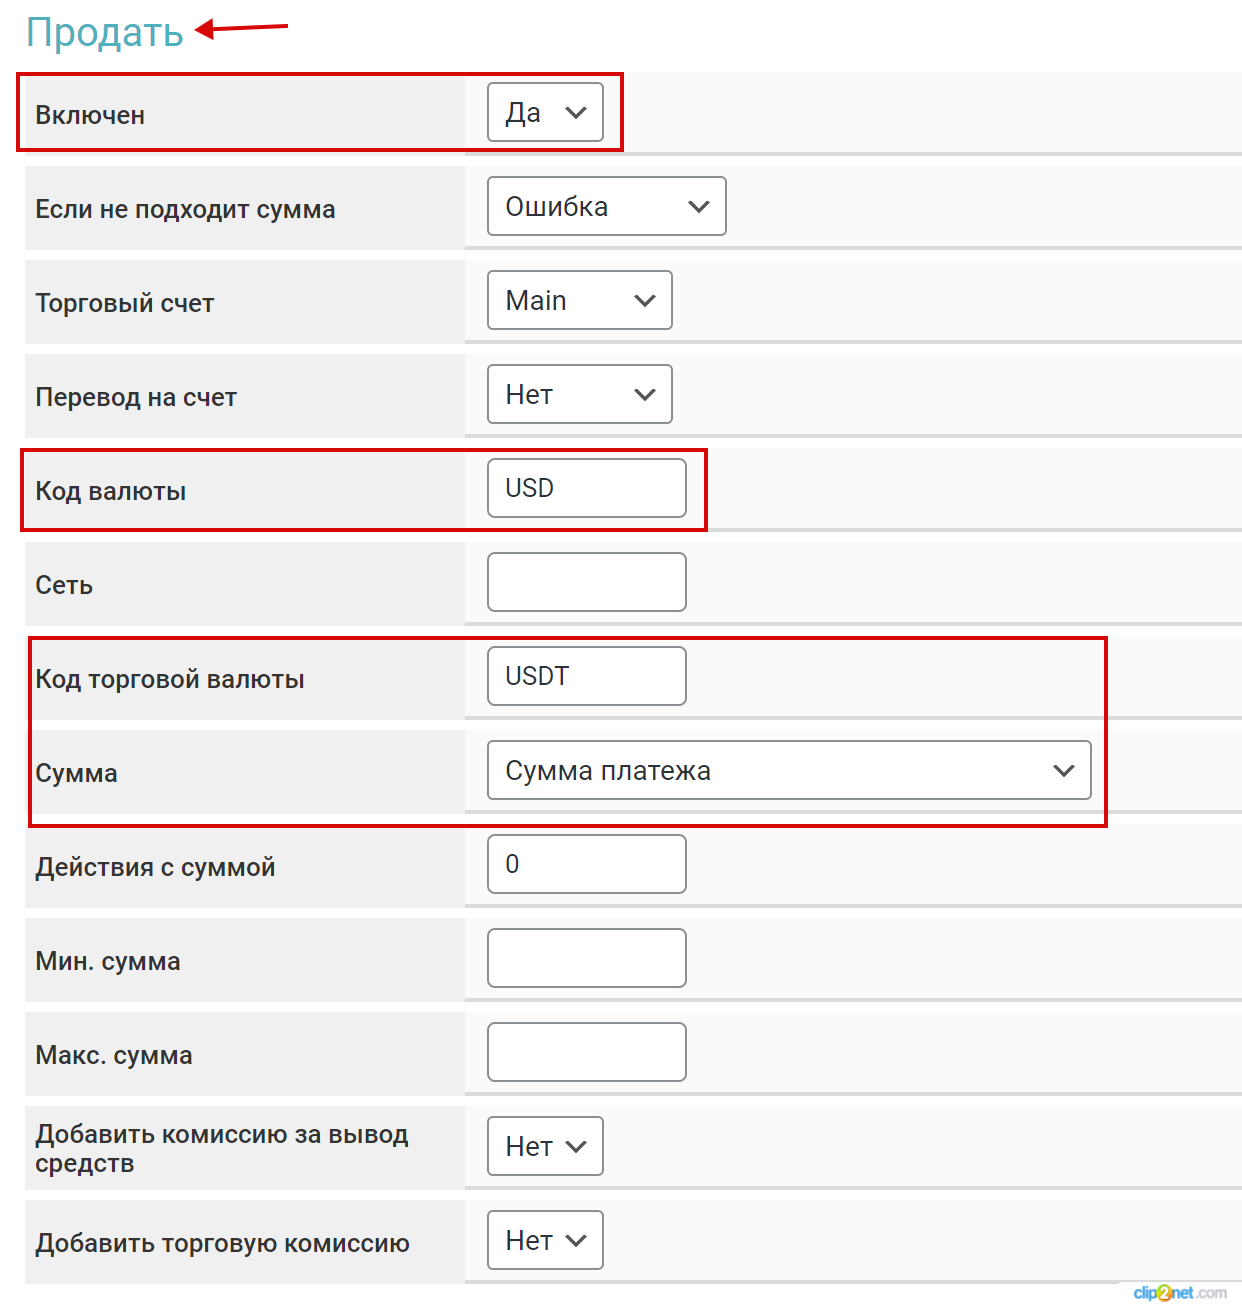 Продать
Включен Да
Если не подходит сумма Ошибка
Торговый счет Main
Перевод на счет Нет
Код валюты USD
Сеть
Код торговой валюты USDT
Сумма Сумма платежа
Действия с суммой 0
Мин. сумма
Макс. сумма
Добавить комиссию за вывод
средств Нет
Добавить торговую комиссию Нет
clip2net.com